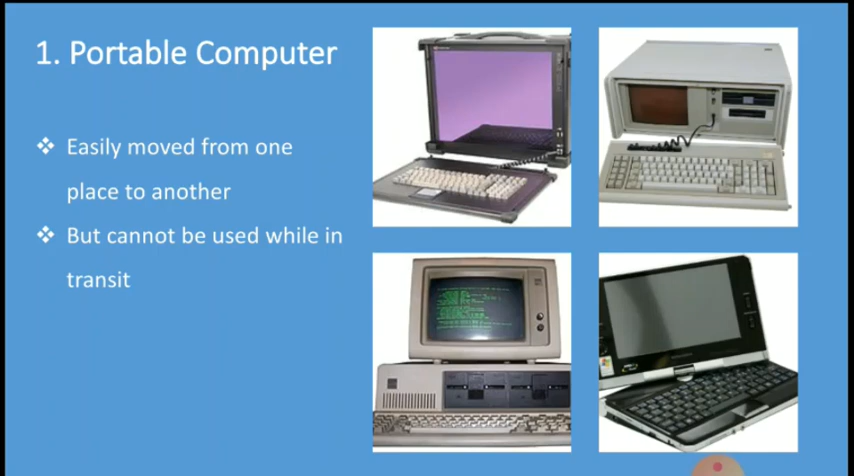 1. Portable Computer
❖ Easily moved from one
place to another
❖ But cannot be used while in
transit